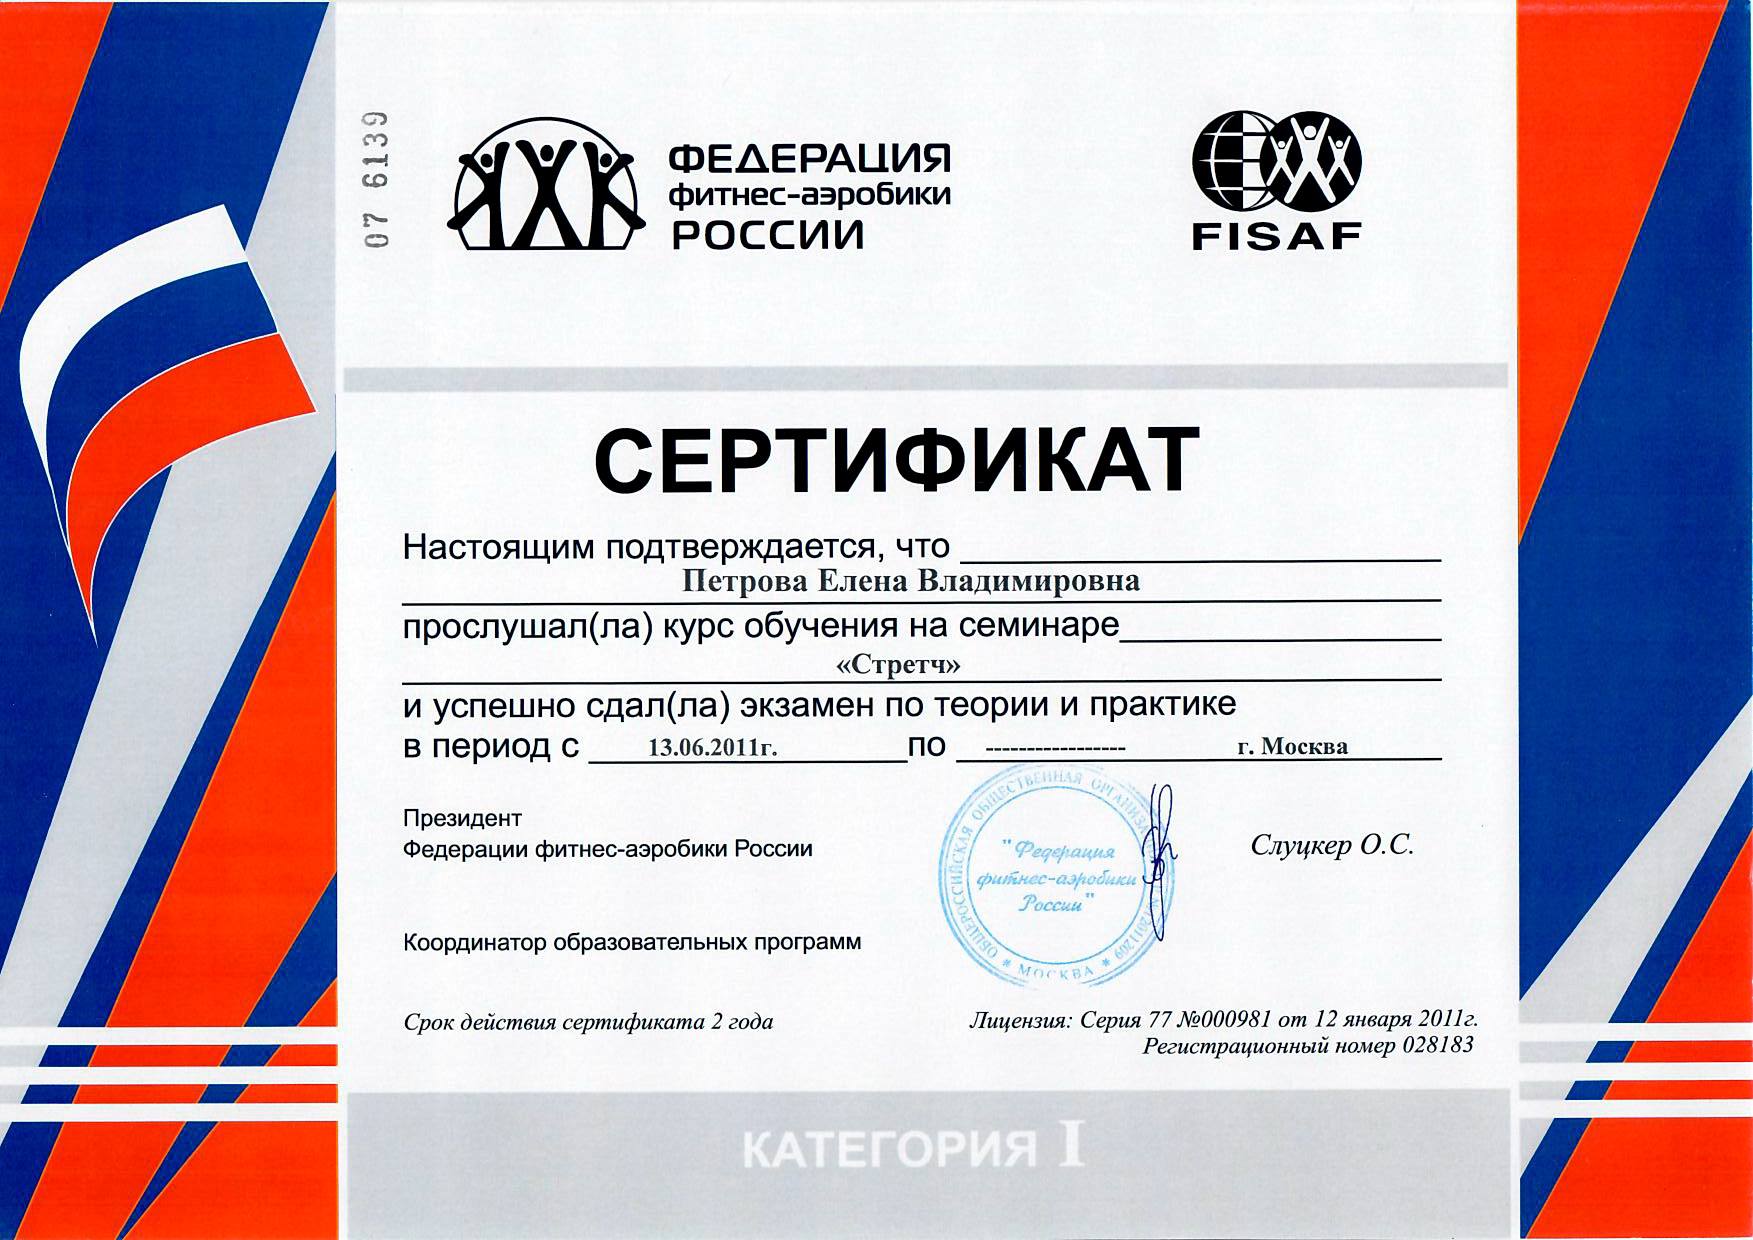 07 6139
ФЕДЕРАЦИЯ
фитнес-аэробики
РОССИИ
FISAF
СЕРТИФИКАТ
Настоящим подтверждается, что
Петрова Елена Владимировна
прослушал(ла) курс обучения на семинаре
«Стретч»
и успешно сдал(ла) экзамен по теории и практике
в период с 13.06.2011г. по ----------------- г. Москва
Президент
Федерации фитнес-аэробики России
Слуцкер О.С.
ОБЩЕРОССИЙСКАЯ ОБЩЕСТВЕННАЯ
* МОСКВА *
"Федерация
фитнес-аэробики
России"
Координатор образовательных программ
Срок действия сертификата 2 года
Лицензия: Серия 77 №000981 от 12 января 2011г.
Регистрационный номер 028183
КАТЕГОРИЯ I